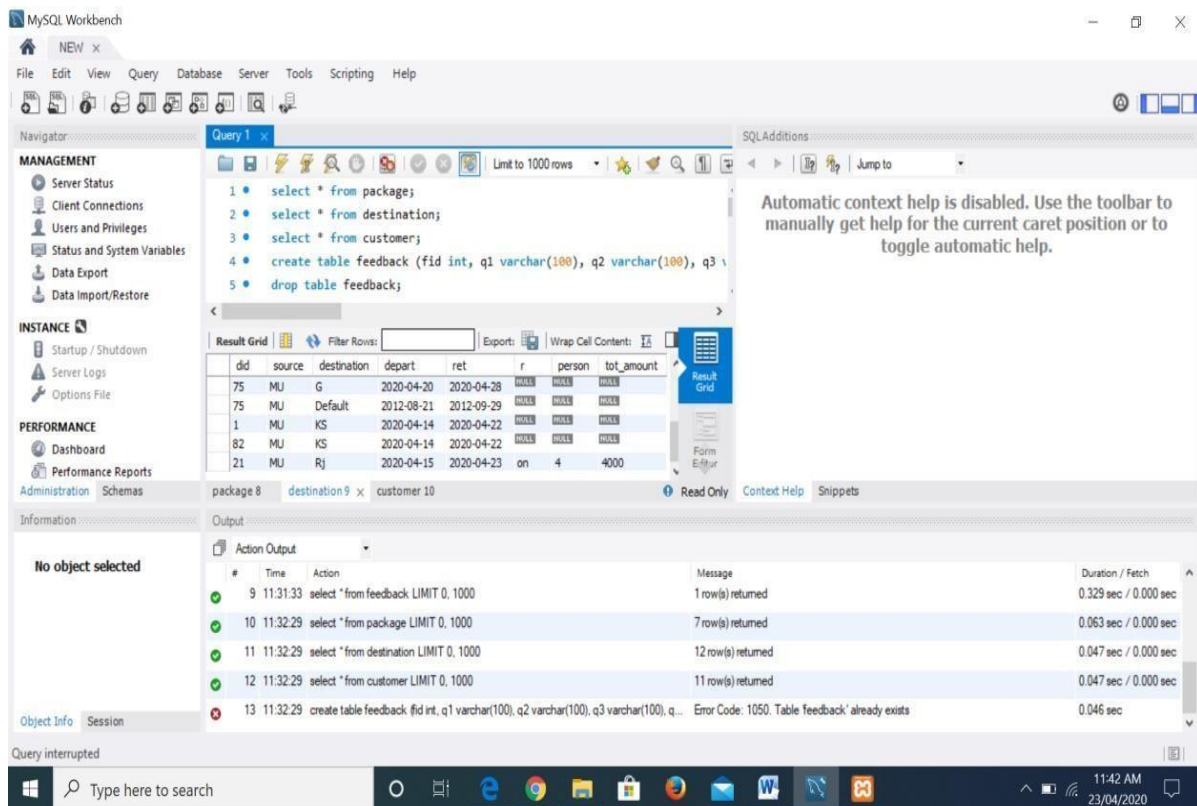 MySQL Workbench
NEW ×
File Edit View Query Database Server Tools Scripting Help
Navigator
MANAGEMENT
Server Status
Client Connections
Users and Privileges
Status and System Variables
Data Export
Data Import/Restore
INSTANCE
Startup / Shutdown
Server Logs
Options File
PERFORMANCE
Dashboard
Performance Reports
Administration Schemas
Query 1 ×
Limit to 1000 rows
1 select * from package;
2 select * from destination;
3 select * from customer;
4 create table feedback (fid int, q1 varchar(100), q2 varchar(100), q3
5 drop table feedback;
Result Grid Filter Rows: Export: Wrap Cell Content:
did source destination depart ret r person tot_amount
75 MU G 2020-04-20 2020-04-28 NULL NULL NULL
75 MU Default 2012-08-21 2012-09-29 NULL NULL NULL
1 MU KS 2020-04-14 2020-04-22 NULL NULL NULL
82 MU KS 2020-04-14 2020-04-22 NULL NULL NULL
21 MU Rj 2020-04-15 2020-04-23 on 4 4000
Result Grid
Form Editor
package 8 destination 9 × customer 10 Read Only
SQLAdditions
Jump to
Automatic context help is disabled. Use the toolbar to
manually get help for the current caret position or to
toggle automatic help.
Context Help Snippets
Information
No object selected
Object Info Session
Output
Action Output
# Time Action Message Duration / Fetch
9 11:31:33 select * from feedback LIMIT 0, 1000 1 row(s) returned 0.329 sec / 0.000 sec
10 11:32:29 select * from package LIMIT 0, 1000 7 row(s) returned 0.063 sec / 0.000 sec
11 11:32:29 select * from destination LIMIT 0, 1000 12 row(s) returned 0.047 sec / 0.000 sec
12 11:32:29 select * from customer LIMIT 0, 1000 11 row(s) returned 0.047 sec / 0.000 sec
13 11:32:29 create table feedback (fid int, q1 varchar(100), q2 varchar(100), q3 varchar(100), q... Error Code: 1050. Table 'feedback' already exists 0.046 sec
Query interrupted
Type here to search
11:42 AM
23/04/2020